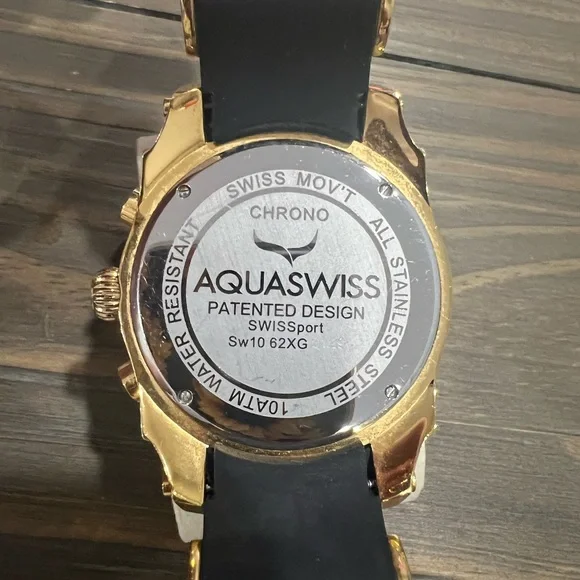 SWISS MOV'T
ALL STAINLESS STEEL
10ATM WATER RESISTANT
CHRONO
AQUASWISS
PATENTED DESIGN
SWISSport
Sw10 62XG